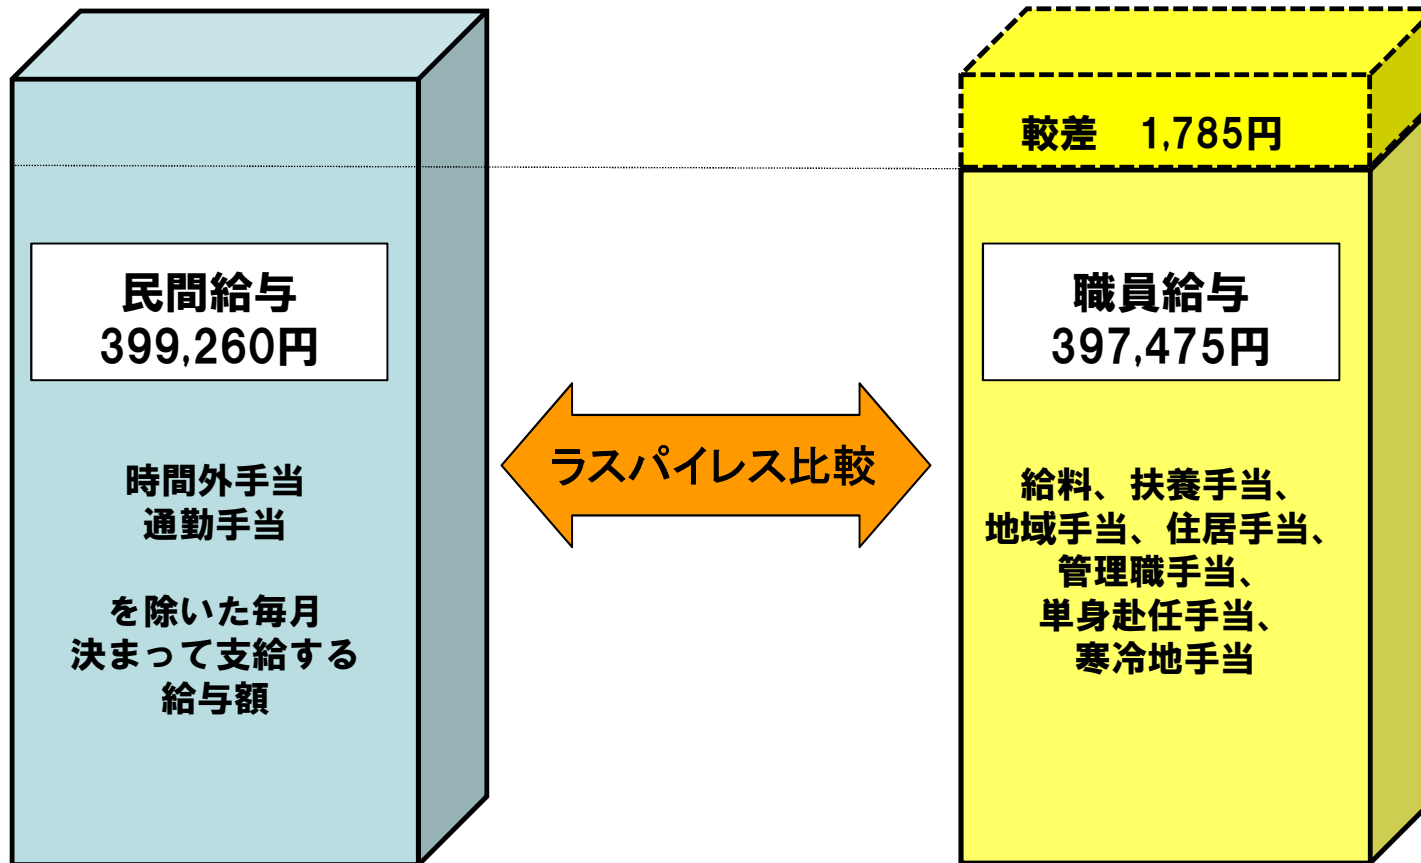 較差　1,785円
民間給与
399,260円
時間外手当
通勤手当
を除いた毎月
決まって支給する
給与額
ラスパイレス比較
職員給与
397,475円
給料、扶養手当、
地域手当、住居手当、
管理職手当、
単身赴任手当、
寒冷地手当